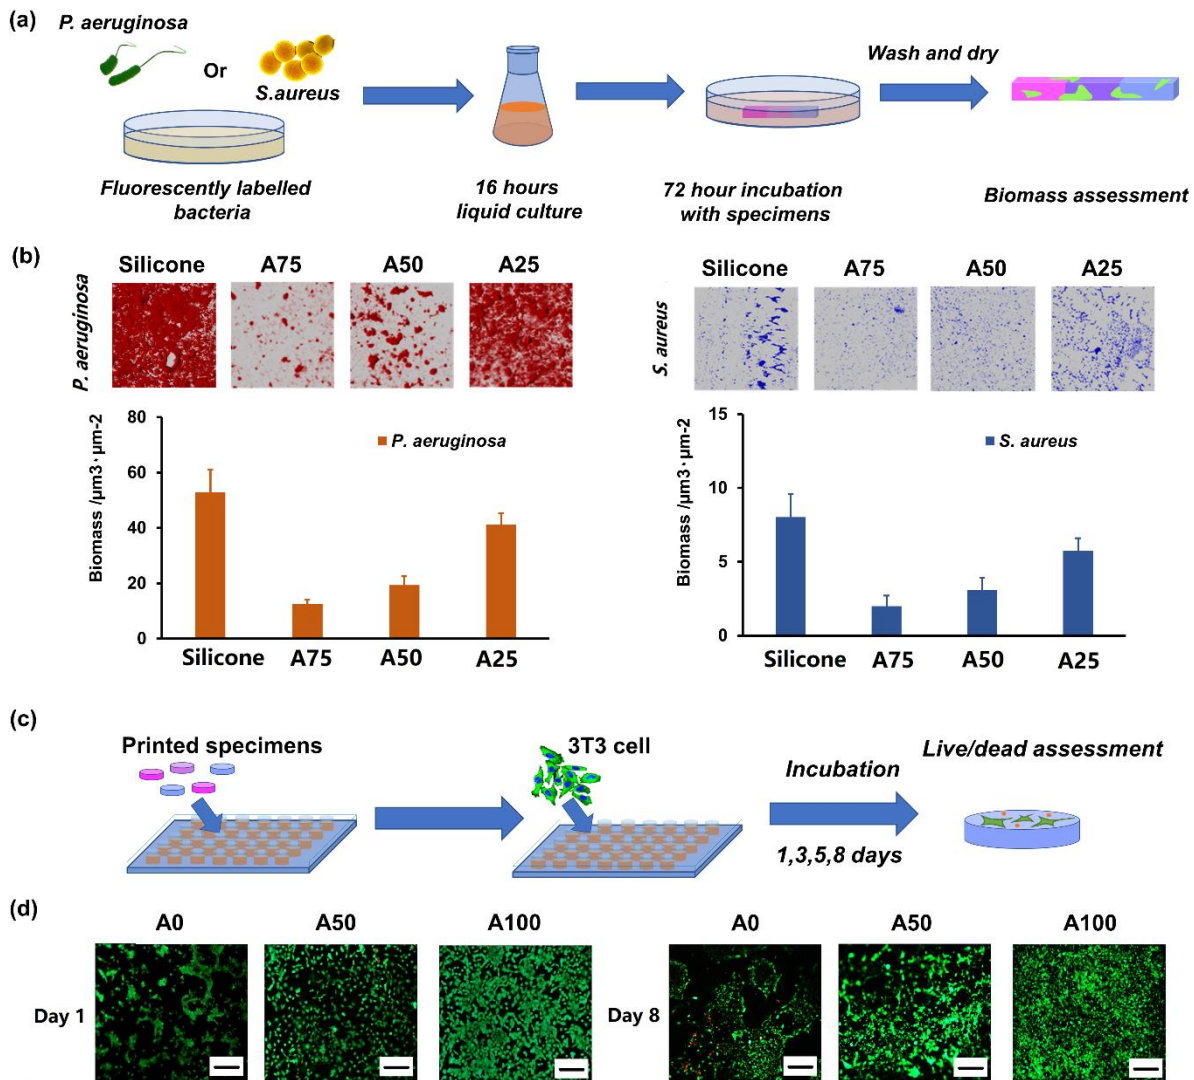 (a)
P. aeruginosa
Or
S.aureus
Wash and dry
Fluorescently labelled
bacteria
16 hours
liquid culture
72 hour incubation
with specimens
Biomass assessment
(b)
Silicone A75 A50 A25
P. aeruginosa
Silicone A75 A50 A25
S. aureus
80
60
40
20
0
Biomass /µm3·µm-2
P. aeruginosa
Silicone A75 A50 A25
15
10
5
0
Biomass /µm3·µm-2
S. aureus
Silicone A75 A50 A25
(c)
Printed specimens
3T3 cell
Incubation
1,3,5,8 days
Live/dead assessment
(d)
A0 A50 A100
Day 1
A0 A50 A100
Day 8